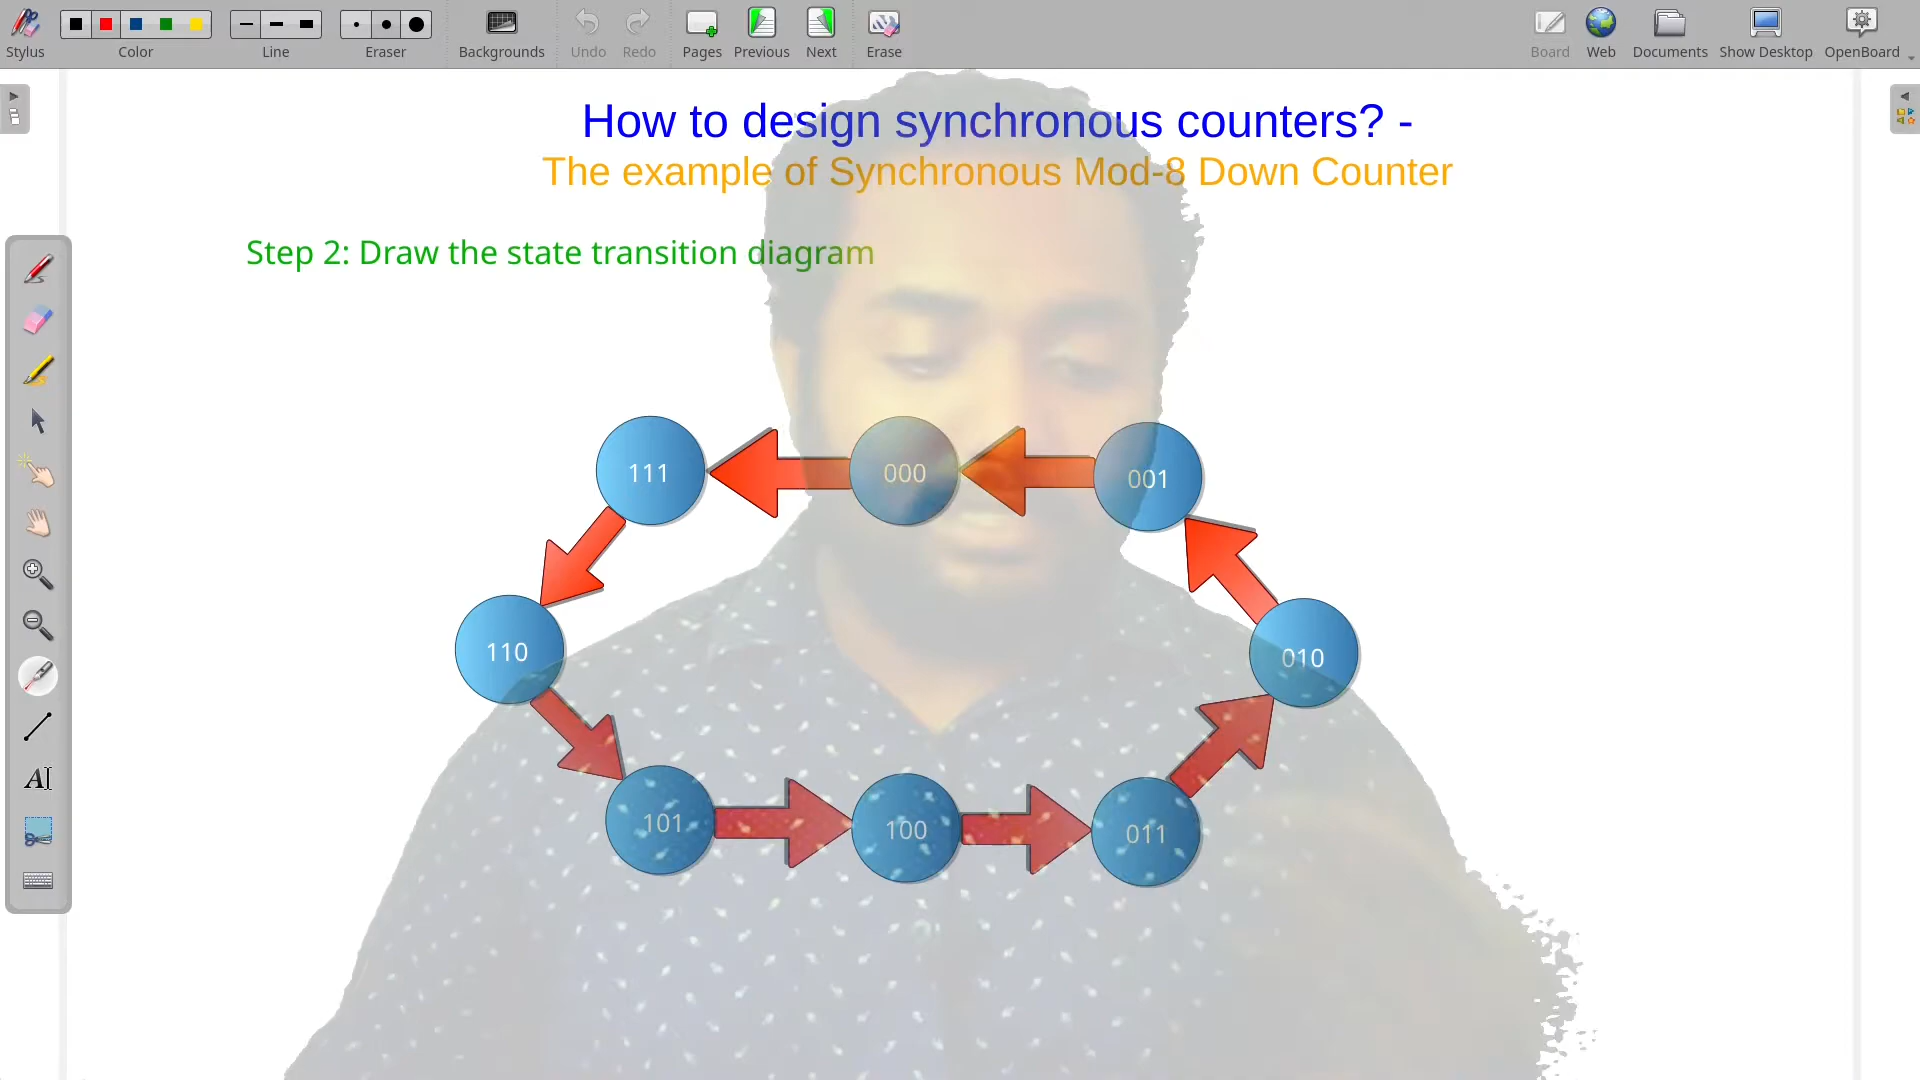 Stylus
Color
Line
Eraser
Backgrounds
Undo
Redo
Pages
Previous
Next
Erase
Board
Web
Documents
Show Desktop
OpenBoard
How to design synchronous counters? -
The example of Synchronous Mod-8 Down Counter
Step 2: Draw the state transition diagram
111
000
001
110
010
101
100
011
AI